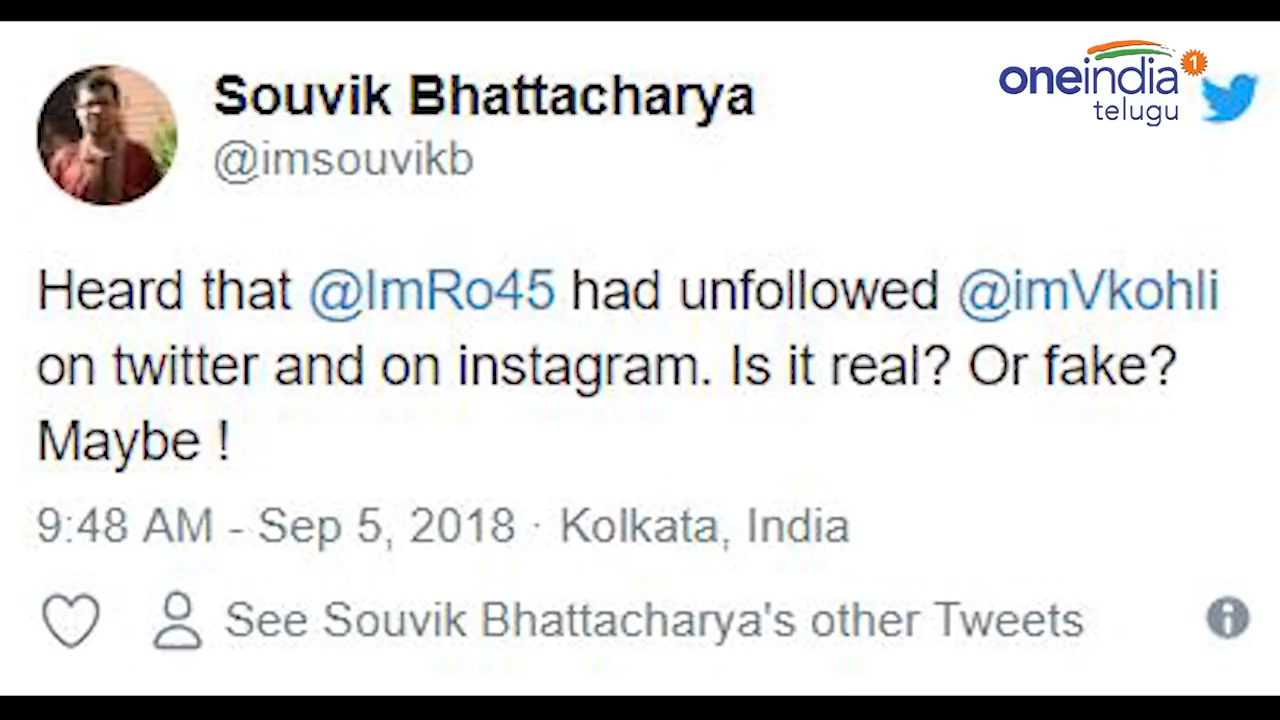 Souvik Bhattacharya
@imsouvikb
oneindia
1
telugu
Heard that @ImRo45 had unfollowed @imVkohli
on twitter and on instagram. Is it real? Or fake?
Maybe !
9:48 AM - Sep 5, 2018 · Kolkata, India
See Souvik Bhattacharya's other Tweets